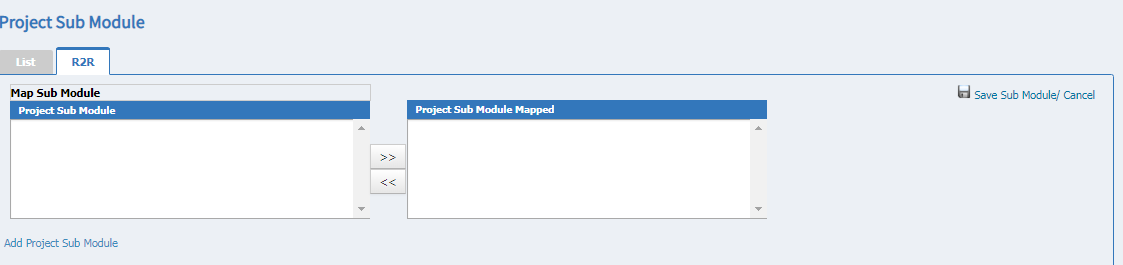 Project Sub Module
List
R2R
Map Sub Module
Project Sub Module
Project Sub Module Mapped
Save Sub Module/ Cancel
>>
<<
Add Project Sub Module